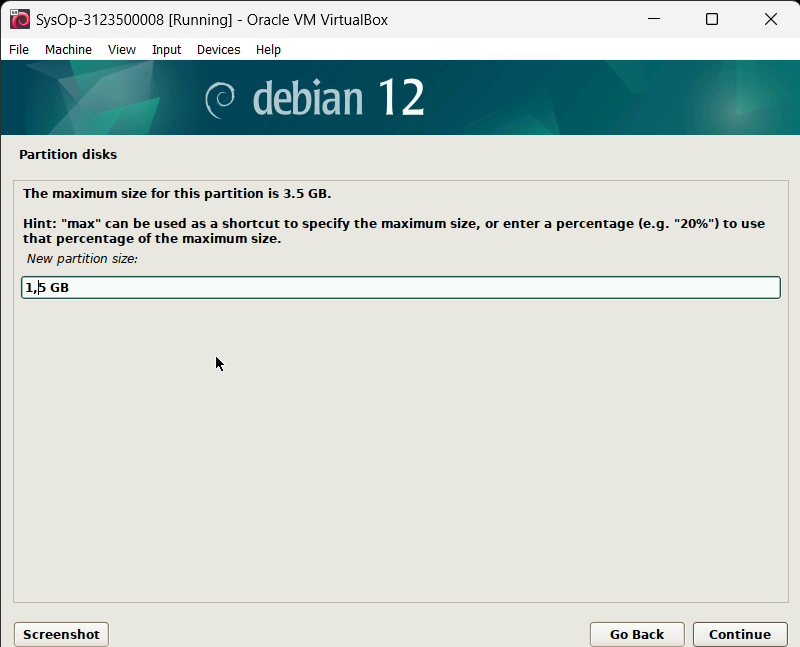 SysOp-3123500008 [Running] - Oracle VM VirtualBox
File Machine View Input Devices Help
debian 12
Partition disks
The maximum size for this partition is 3.5 GB.
Hint: "max" can be used as a shortcut to specify the maximum size, or enter a percentage (e.g. "20%") to use
that percentage of the maximum size.
New partition size:
1,5 GB
Screenshot Go Back Continue